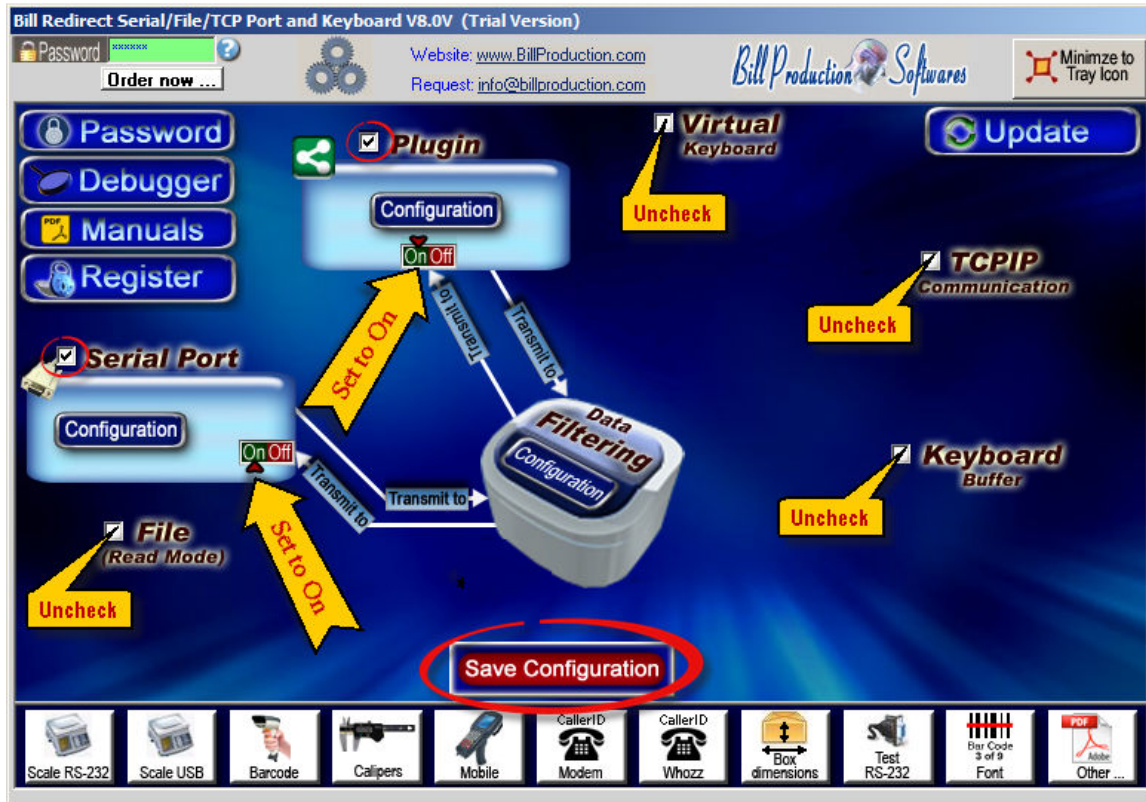 Bill Redirect Serial/File/TCP Port and Keyboard V8.0V (Trial Version)
Password
xxxxxx
?
Order now ...
Website: www.BillProduction.com
Request: info@billproduction.com
Bill Production Softwares
Minimze to
Tray Icon
Password
Debugger
PDF
Manuals
Register
Plugin
Configuration
On Off
Virtual
Keyboard
Uncheck
Update
TCPIP
Communication
Uncheck
Set to On
Transmit to
Transmit to
Serial Port
Configuration
On Off
Data
Filtering
Configuration
Transmit to
Transmit to
Keyboard
Buffer
Uncheck
File
(Read Mode)
Uncheck
Set to On
Save Configuration
Scale RS-232
Scale USB
Barcode
Calipers
Mobile
CallerID
Modem
CallerID
Whozz
Box
dimensions
Test
RS-232
Bar Code
3 of 9
Font
PDF
Adobe
Other ...